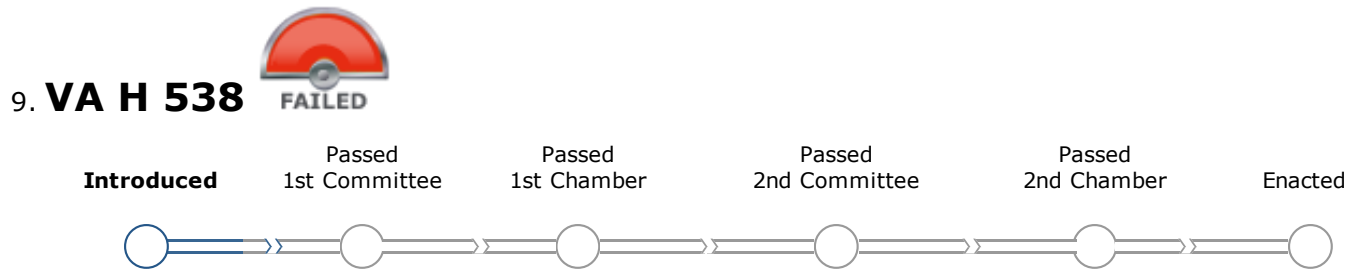 9. VA H 538
FAILED
Introduced
Passed
1st Committee
Passed
1st Chamber
Passed
2nd Committee
Passed
2nd Chamber
Enacted